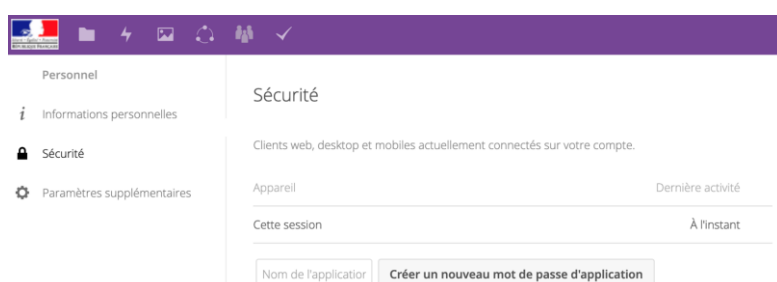 Personnel
Informations personnelles
Sécurité
Paramètres supplémentaires
Sécurité
Clients web, desktop et mobiles actuellement connectés sur votre compte.
Appareil Dernière activité
Cette session À l'instant
Nom de l'application Créer un nouveau mot de passe d'application